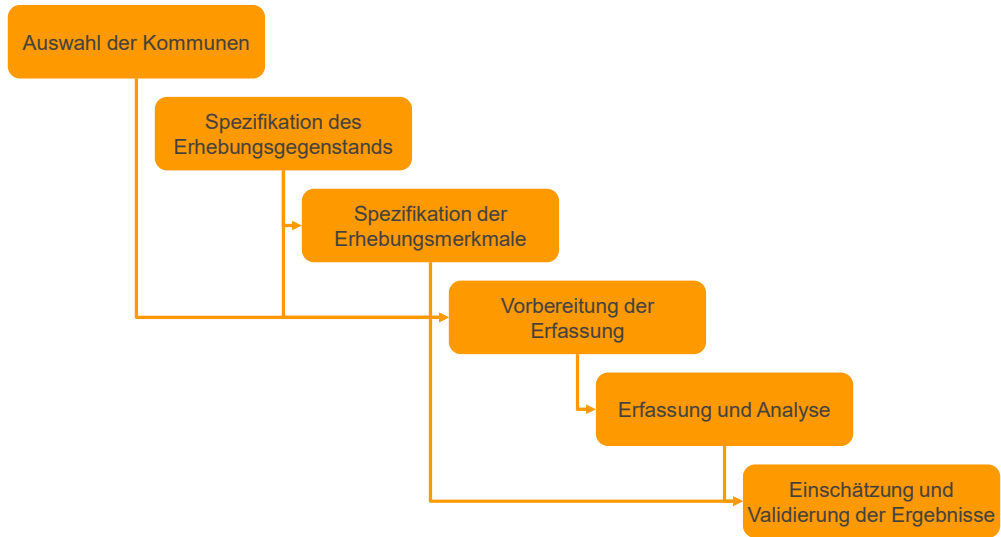 Auswahl der Kommunen
Spezifikation des
Erhebungsgegenstands
Spezifikation der
Erhebungsmerkmale
Vorbereitung der
Erfassung
Erfassung und Analyse
Einschätzung und
Validierung der Ergebnisse